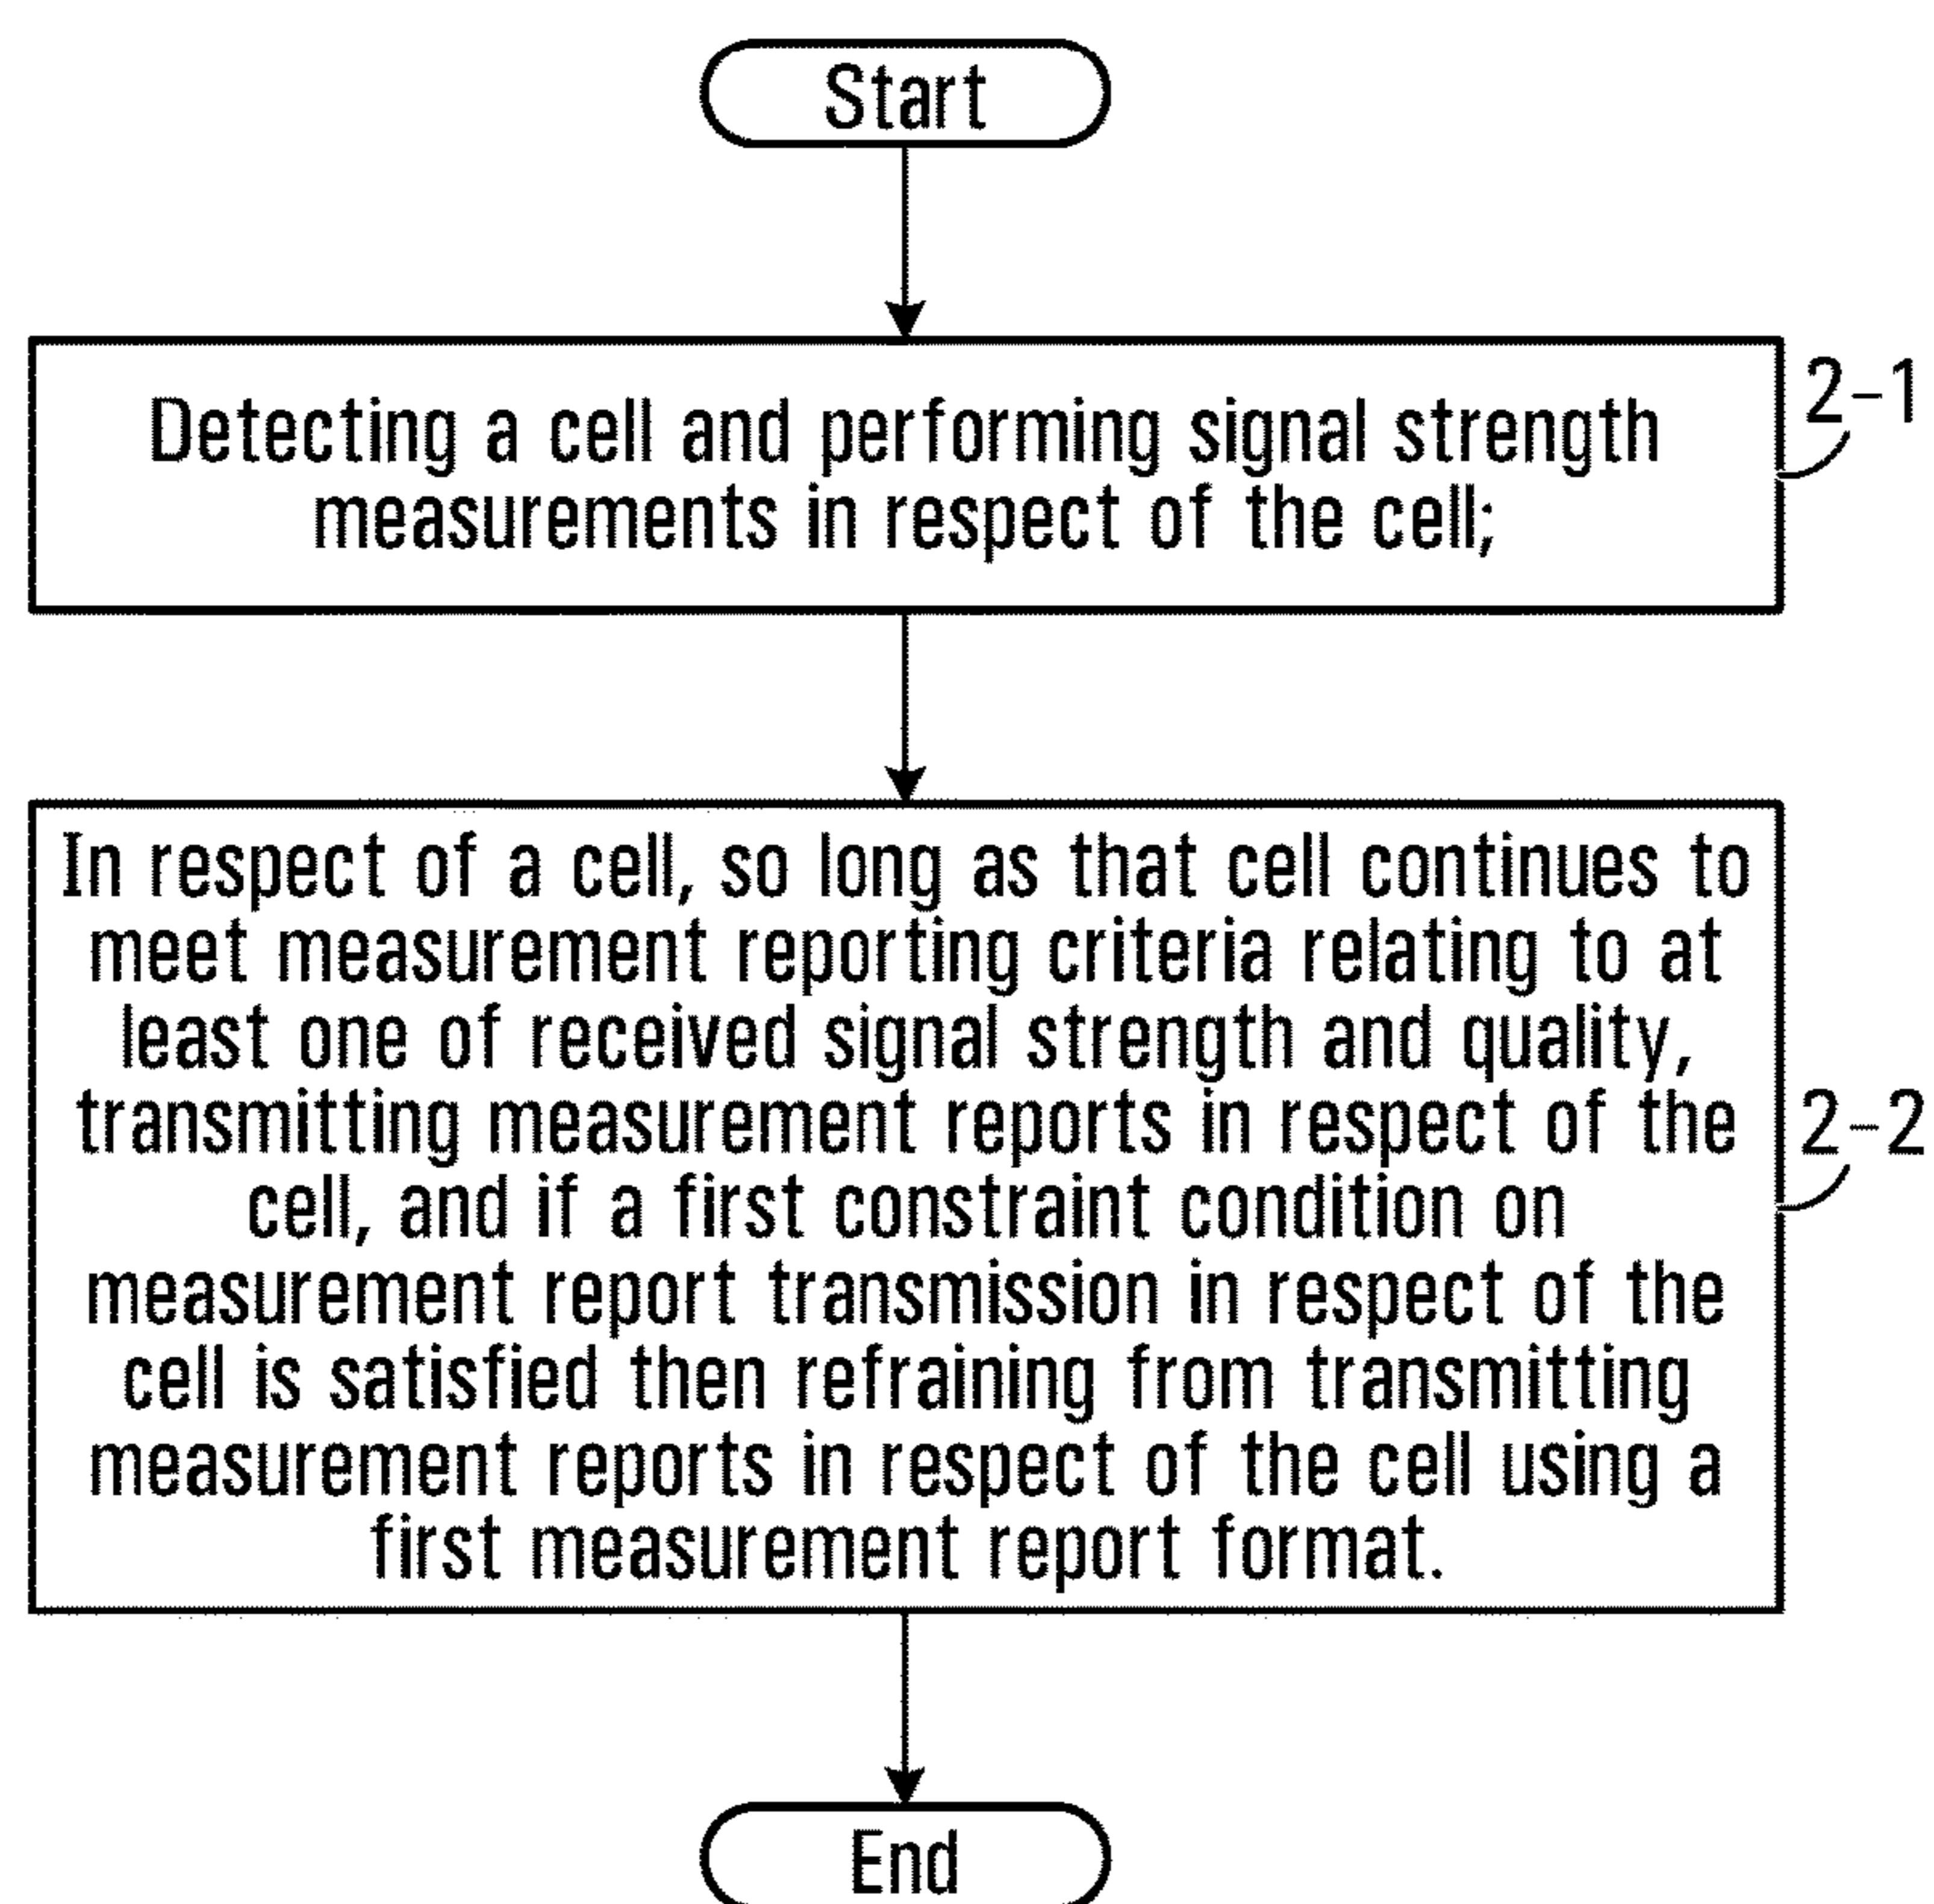 Start
Detecting a cell and performing signal strength
measurements in respect of the cell;
2-1
In respect of a cell, so long as that cell continues to
meet measurement reporting criteria relating to at
least one of received signal strength and quality,
transmitting measurement reports in respect of the
cell, and if a first constraint condition on
measurement report transmission in respect of the
cell is satisfied then refraining from transmitting
measurement reports in respect of the cell using a
first measurement report format.
2-2
End